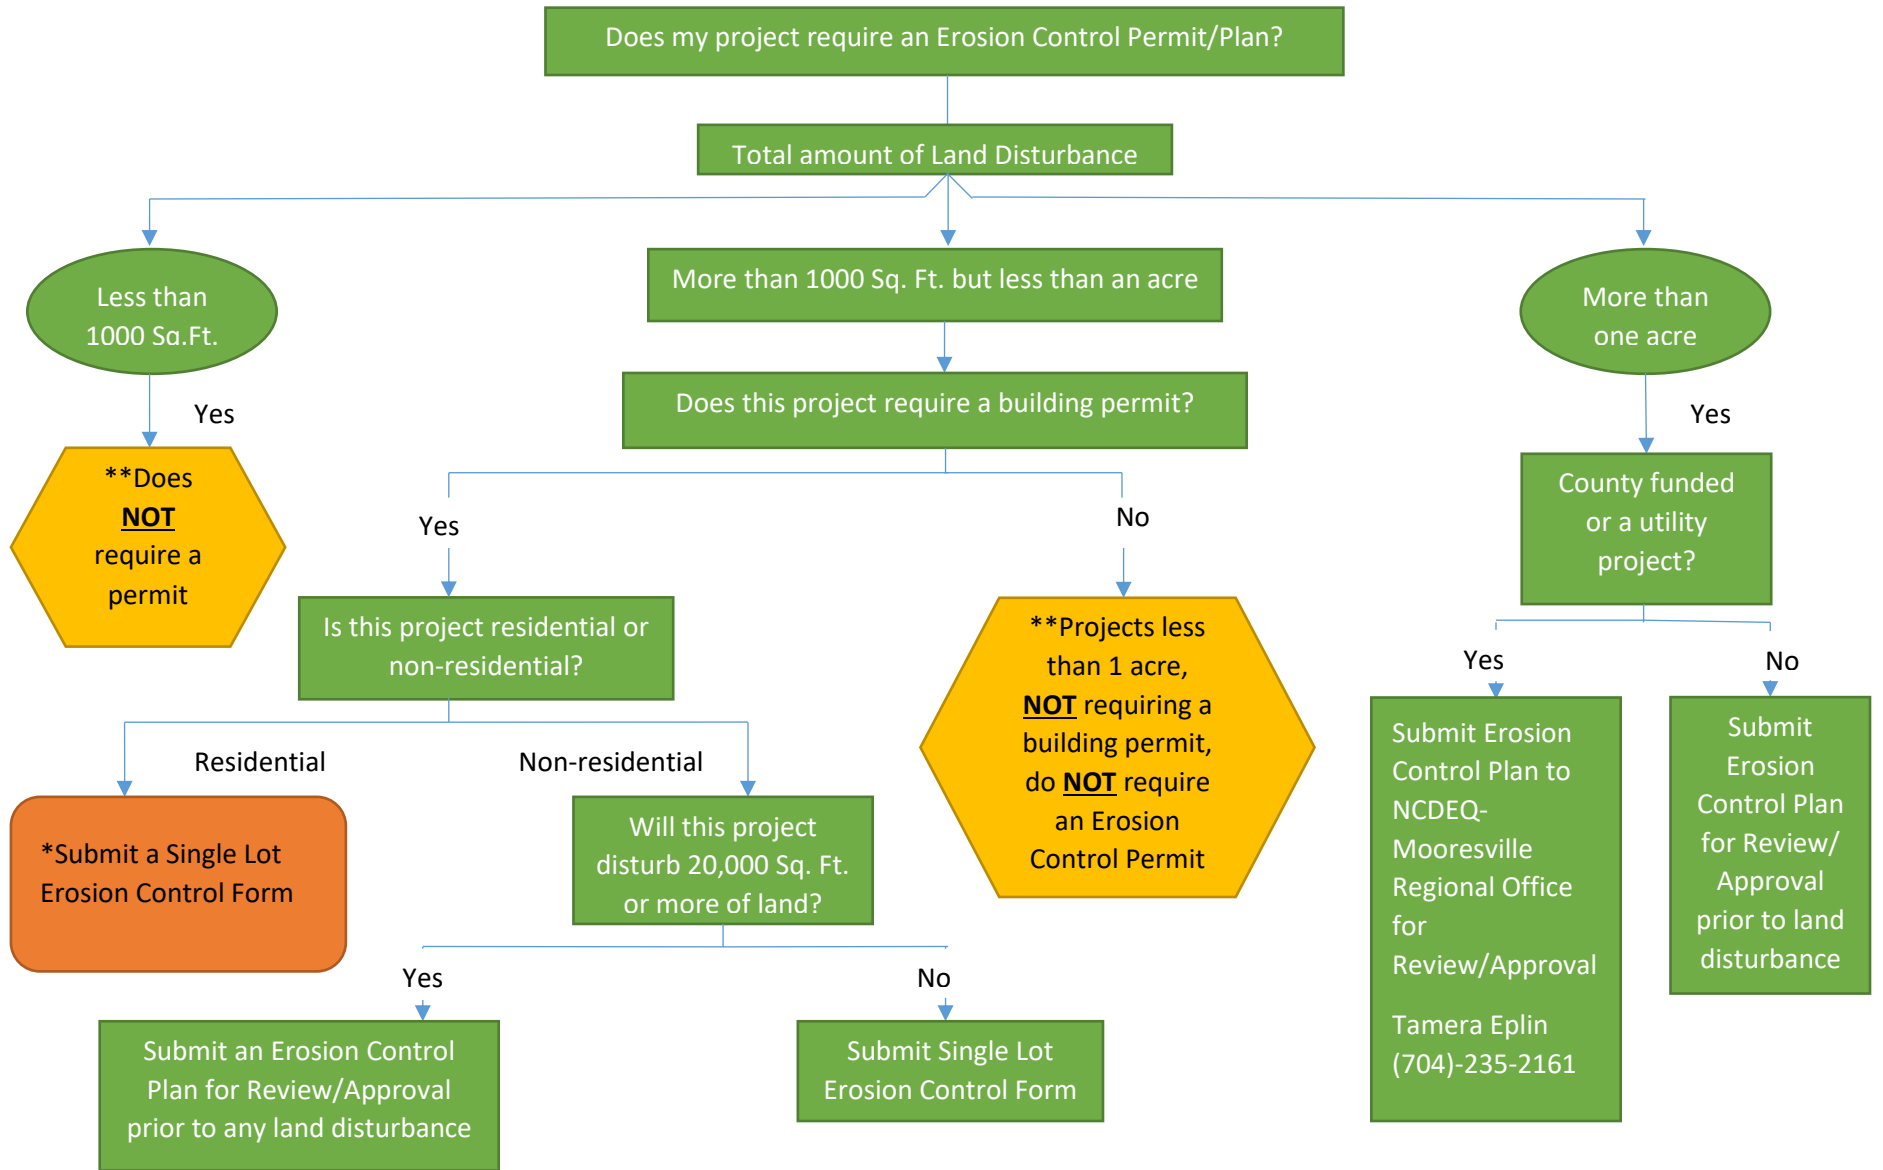 Does my project require an Erosion Control Permit/Plan?
Total amount of Land Disturbance
Less than
1000 Sq.Ft.
More than 1000 Sq. Ft. but less than an acre
More than
one acre
Yes
Does this project require a building permit?
Yes
**Does
NOT
require a
permit
Yes
No
County funded
or a utility
project?
Is this project residential or
non-residential?
**Projects less
than 1 acre,
NOT requiring a
building permit,
do NOT require
an Erosion
Control Permit
Yes
No
Residential
Non-residential
Submit Erosion
Control Plan to
NCDEQ-
Mooresville
Regional Office
for
Review/Approval
Tamera Eplin
(704)-235-2161
Submit
Erosion
Control Plan
for Review/
Approval
prior to land
disturbance
*Submit a Single Lot
Erosion Control Form
Will this project
disturb 20,000 Sq. Ft.
or more of land?
Yes
No
Submit an Erosion Control
Plan for Review/Approval
prior to any land disturbance
Submit Single Lot
Erosion Control Form